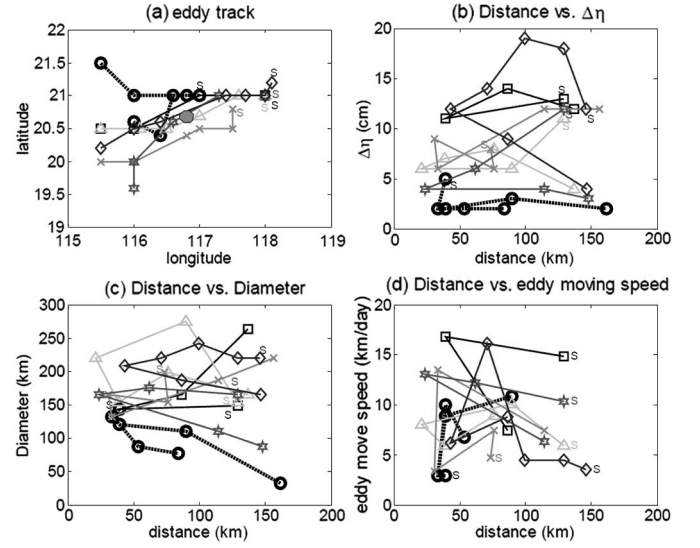 (a) eddy track
latitude
22
21.5
21
20.5
20
19.5
19
S
S
S
S
S
115 116 117 118 119
longitude
(b) Distance vs. Δη
Δη (cm)
20
15
10
5
0
S
S
S
S
S
S
0 50 100 150 200
distance (km)
(c) Distance vs. Diameter
Diameter (km)
300
250
200
150
100
50
0
S
S
S
S
S
S
0 50 100 150 200
distance (km)
(d) Distance vs. eddy moving speed
eddy move speed (km/day)
20
15
10
5
0
S
S
S
S
S
S
0 50 100 150 200
distance (km)